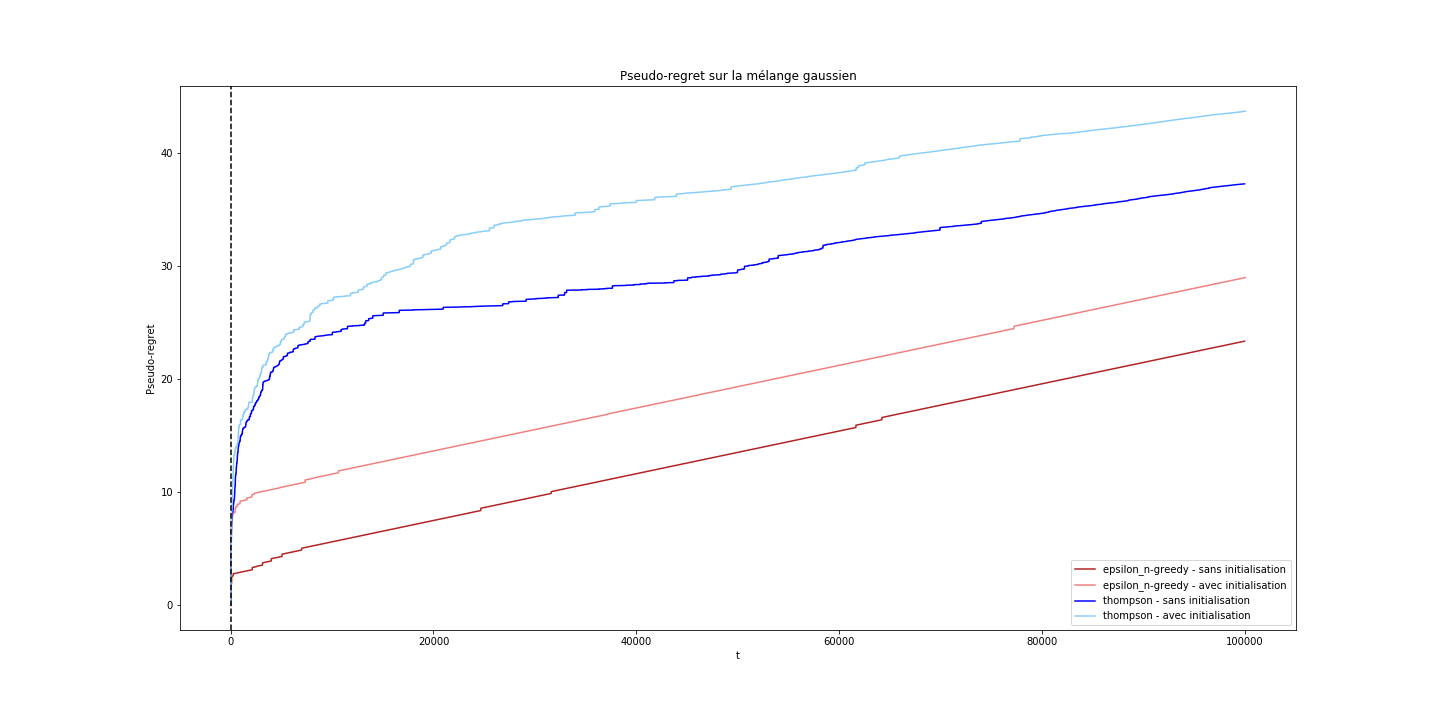 Pseudo-regret sur la mélange gaussien
Pseudo-regret
40
30
20
10
0
0 20000 40000 60000 80000 100000
t
epsilon_n-greedy - sans initialisation
epsilon_n-greedy - avec initialisation
thompson - sans initialisation
thompson - avec initialisation